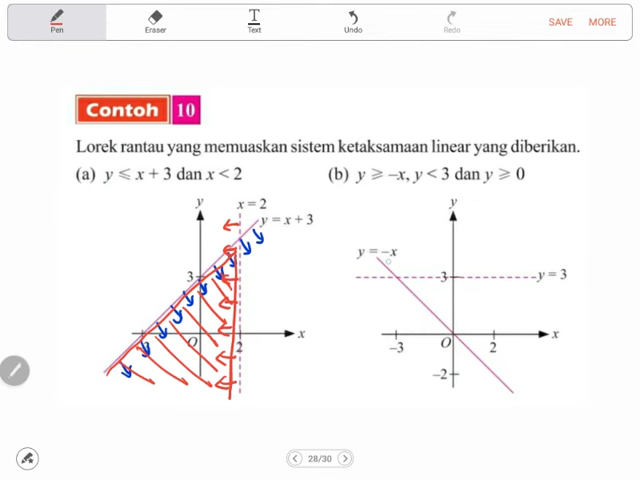 Pen Eraser Text Undo Redo SAVE MORE
Contoh 10
Lorek rantau yang memuaskan sistem ketaksamaan linear yang diberikan.
(a) y ⩽ x + 3 dan x < 2
(b) y ⩾ –x, y < 3 dan y ⩾ 0
y
x = 2
y = x + 3
3
x
O
2
y
y = –x
3
y = 3
x
–3
O
2
–2
28/30